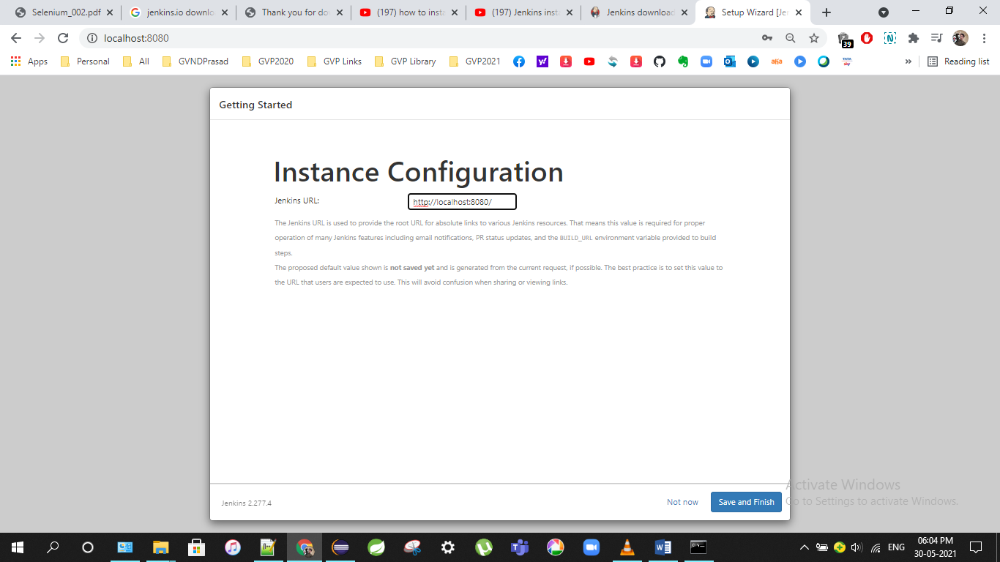 Selenium_002.pdf
jenkins.io downlo
Thank you for do
(197) how to insta
(197) Jenkins inst
Jenkins download
Setup Wizard [Je
localhost:8080
39
Apps
Personal
All
GVNDPrasad
GVP2020
GVP Links
GVP Library
GVP2021
aha
TATA
sky
»
Reading list
Getting Started
Instance Configuration
Jenkins URL:
http://localhost:8080/
The Jenkins URL is used to provide the root URL for absolute links to various Jenkins resources. That means this value is required for proper
operation of many Jenkins features including email notifications, PR status updates, and the BUILD_URL environment variable provided to build
steps.
The proposed default value shown is not saved yet and is generated from the current request, if possible. The best practice is to set this value to
the URL that users are expected to use. This will avoid confusion when sharing or viewing links.
Activate Windows
Go to Settings to activate Windows.
Jenkins 2.277.4
Not now
Save and Finish
ENG
06:04 PM
30-05-2021